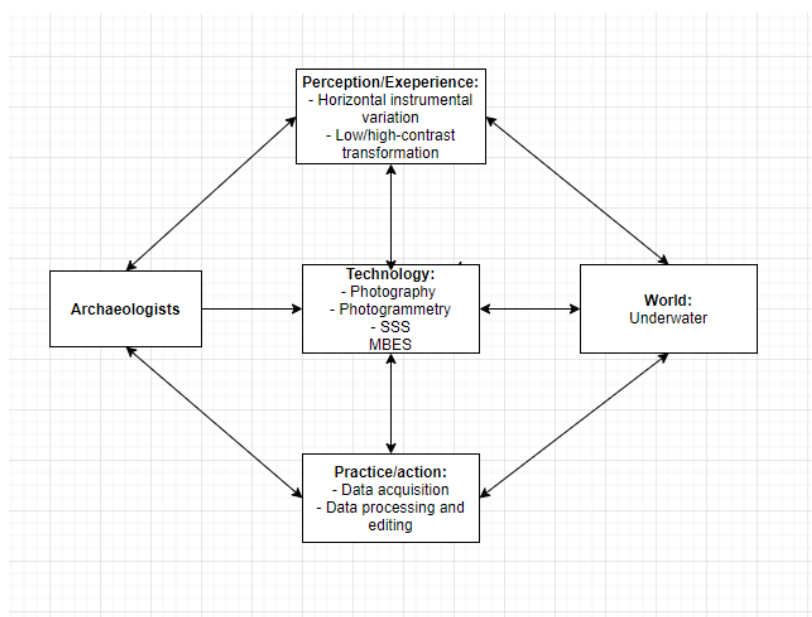 Perception/Exeperience:
- Horizontal instrumental
variation
- Low/high-contrast
transformation
Archaeologists
Technology:
- Photography
- Photogrammetry
- SSS
MBES
World:
Underwater
Practice/action:
- Data acquisition
- Data processing and
editing